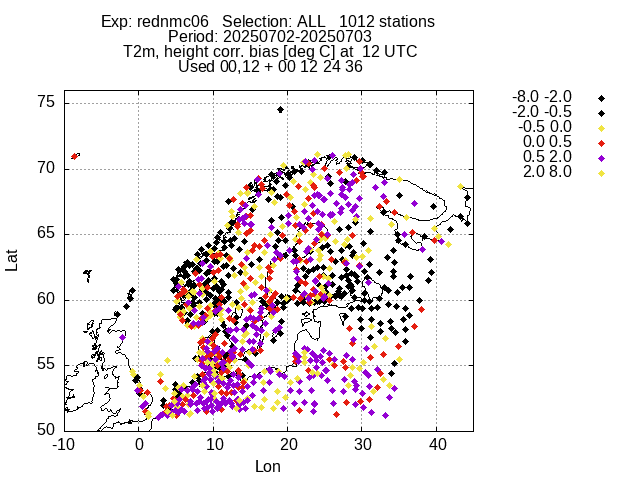 Exp: rednmc06 Selection: ALL 1012 stations
Period: 20250702-20250703
T2m, height corr. bias [deg C] at 12 UTC
Used 00,12 + 00 12 24 36
-8.0 -2.0
-2.0 -0.5
-0.5 0.0
0.0 0.5
0.5 2.0
2.0 8.0
75
70
65
60
55
50
Lat
-10 0 10 20 30 40
Lon